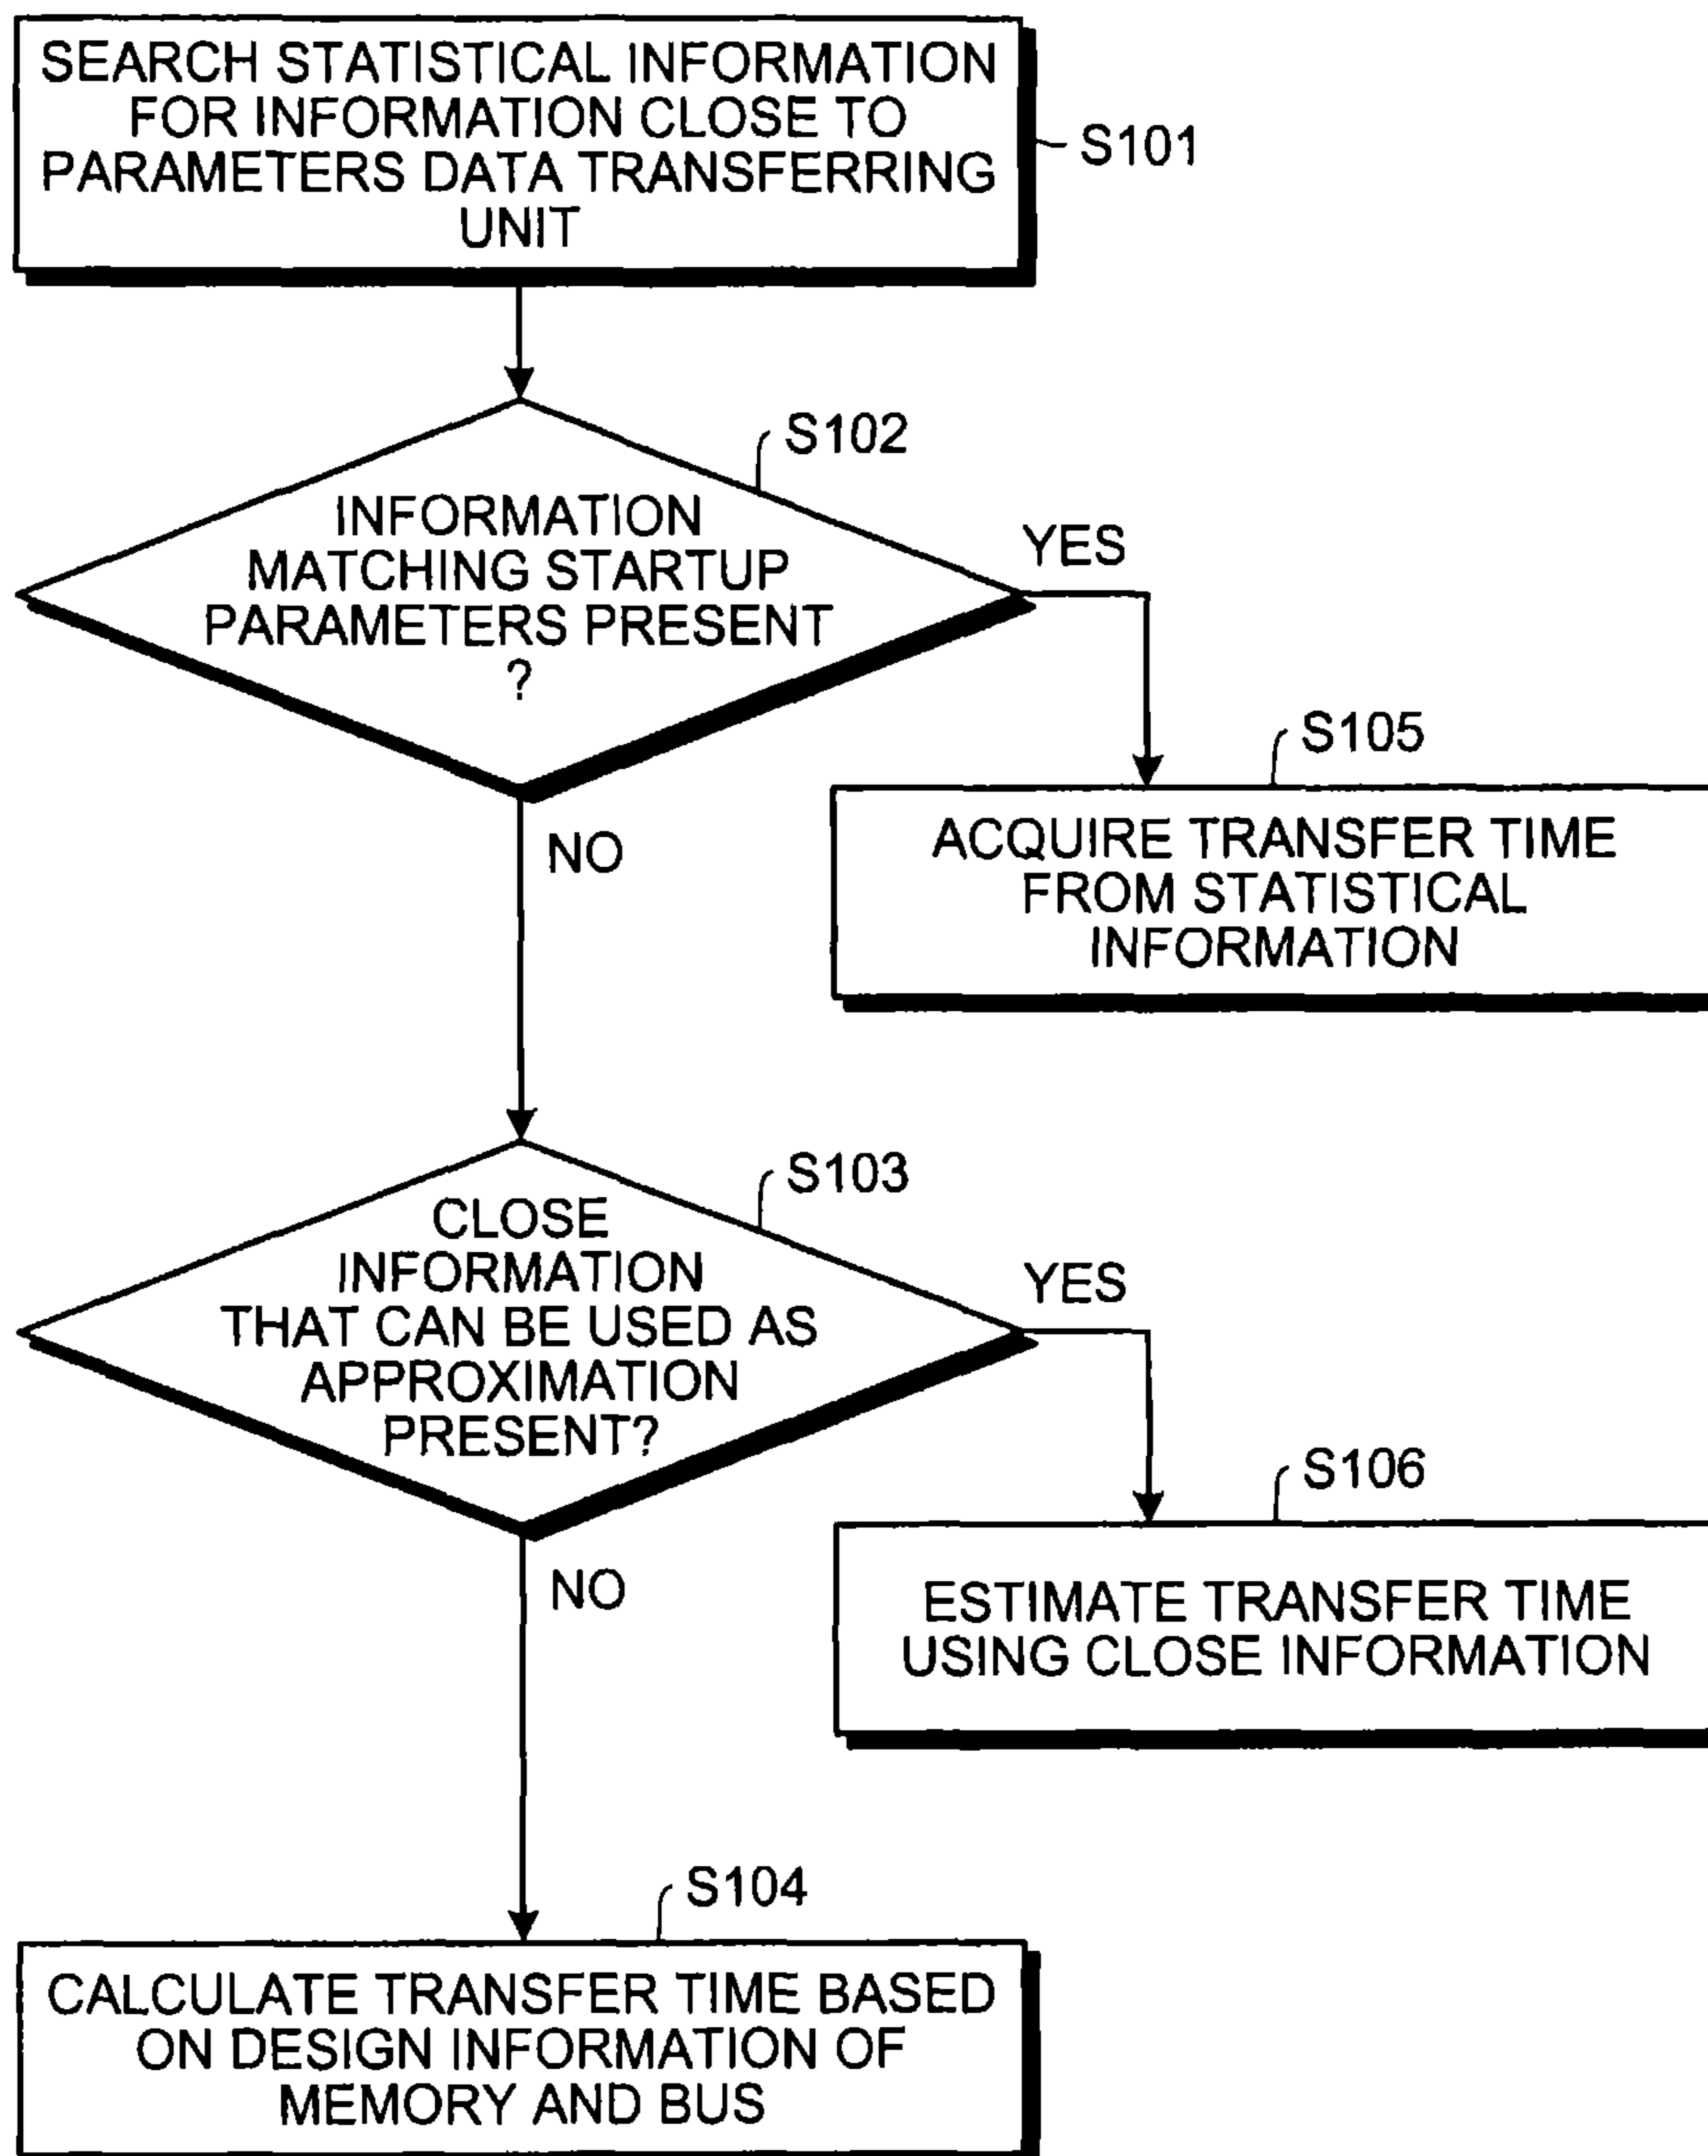 SEARCH STATISTICAL INFORMATION
FOR INFORMATION CLOSE TO
PARAMETERS DATA TRANSFERRING
UNIT
S101
S102
INFORMATION
MATCHING STARTUP
PARAMETERS PRESENT
?
YES
NO
S105
ACQUIRE TRANSFER TIME
FROM STATISTICAL
INFORMATION
S103
CLOSE
INFORMATION
THAT CAN BE USED AS
APPROXIMATION
PRESENT?
YES
NO
S106
ESTIMATE TRANSFER TIME
USING CLOSE INFORMATION
S104
CALCULATE TRANSFER TIME BASED
ON DESIGN INFORMATION OF
MEMORY AND BUS